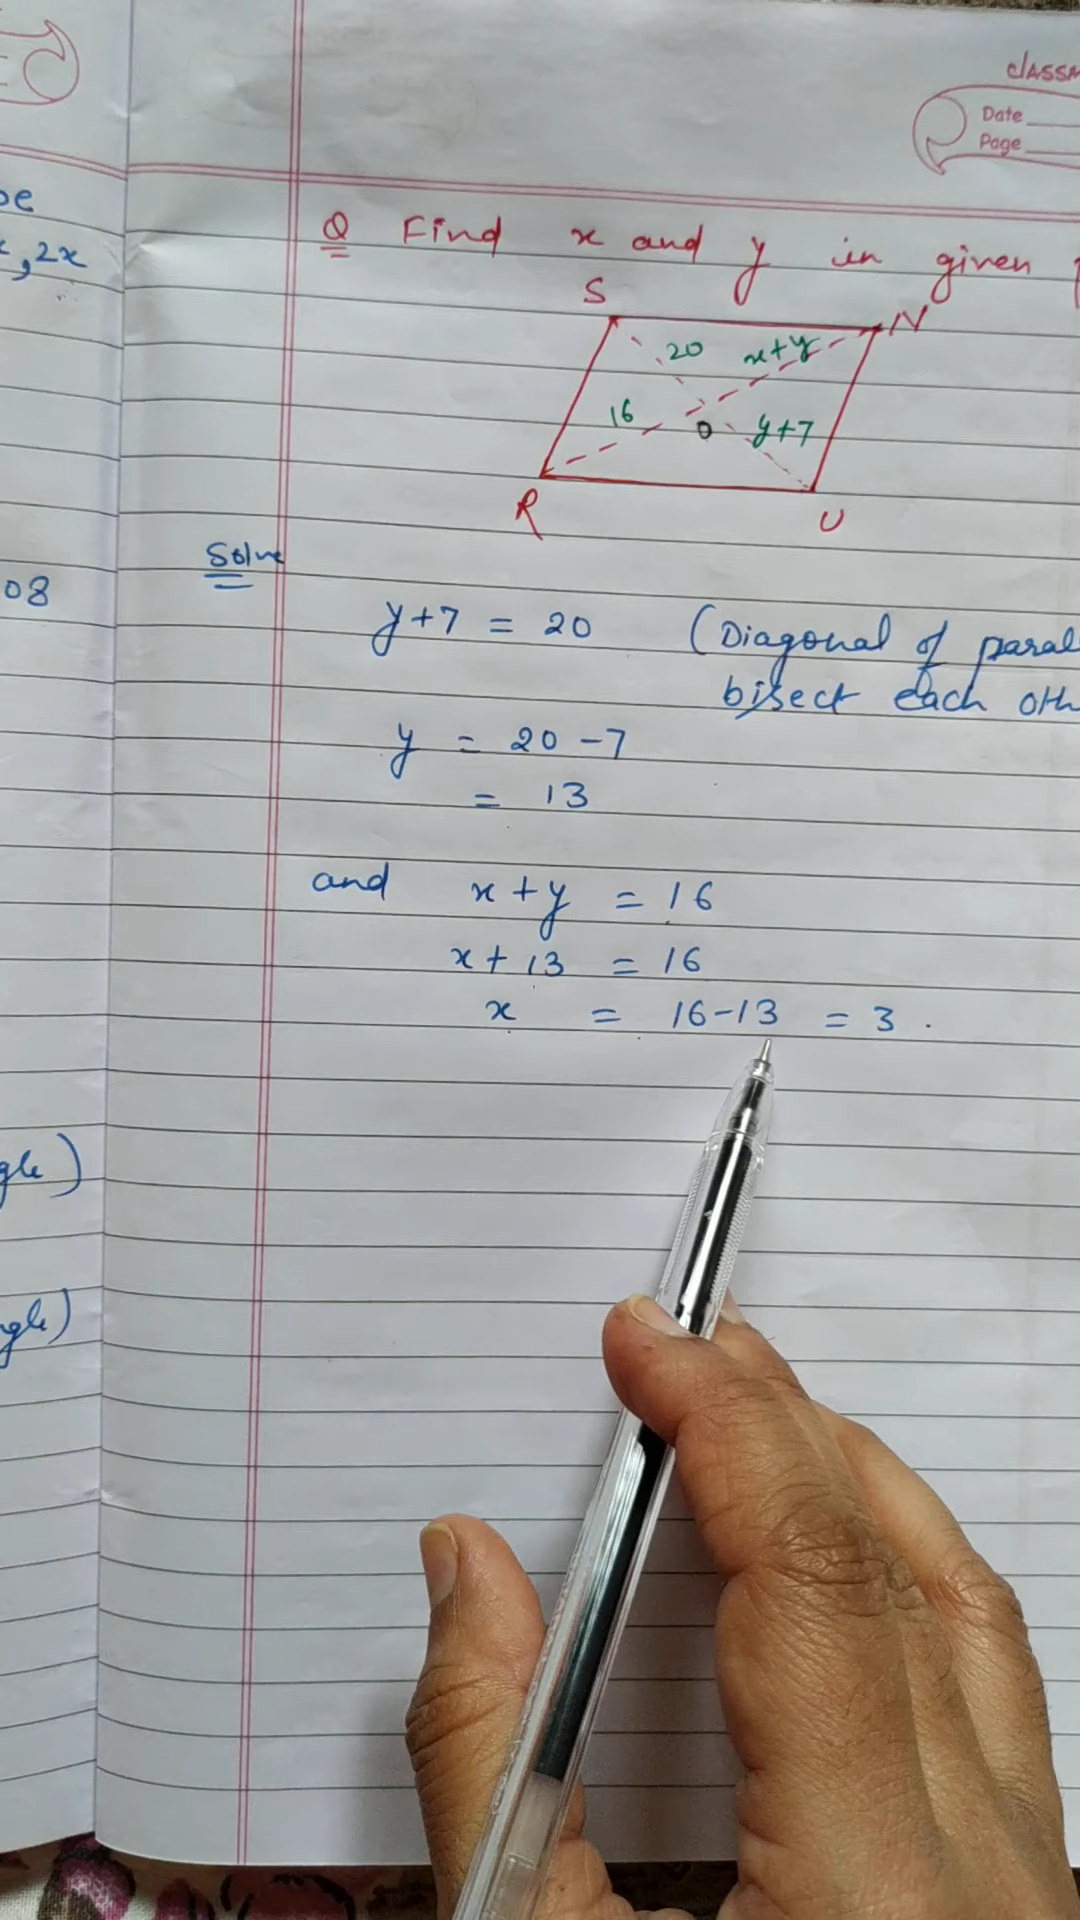 CLASSM
Date
Page
2x
Q Find x and y in given
S
N
20 x+y
16
O y+7
R
U
Solve
08
y+7 = 20 (Diagonal of paral
bisect each oth
y = 20 - 7
= 13
and x + y = 16
x + 13 = 16
x = 16-13 = 3.
gle)
ngle)